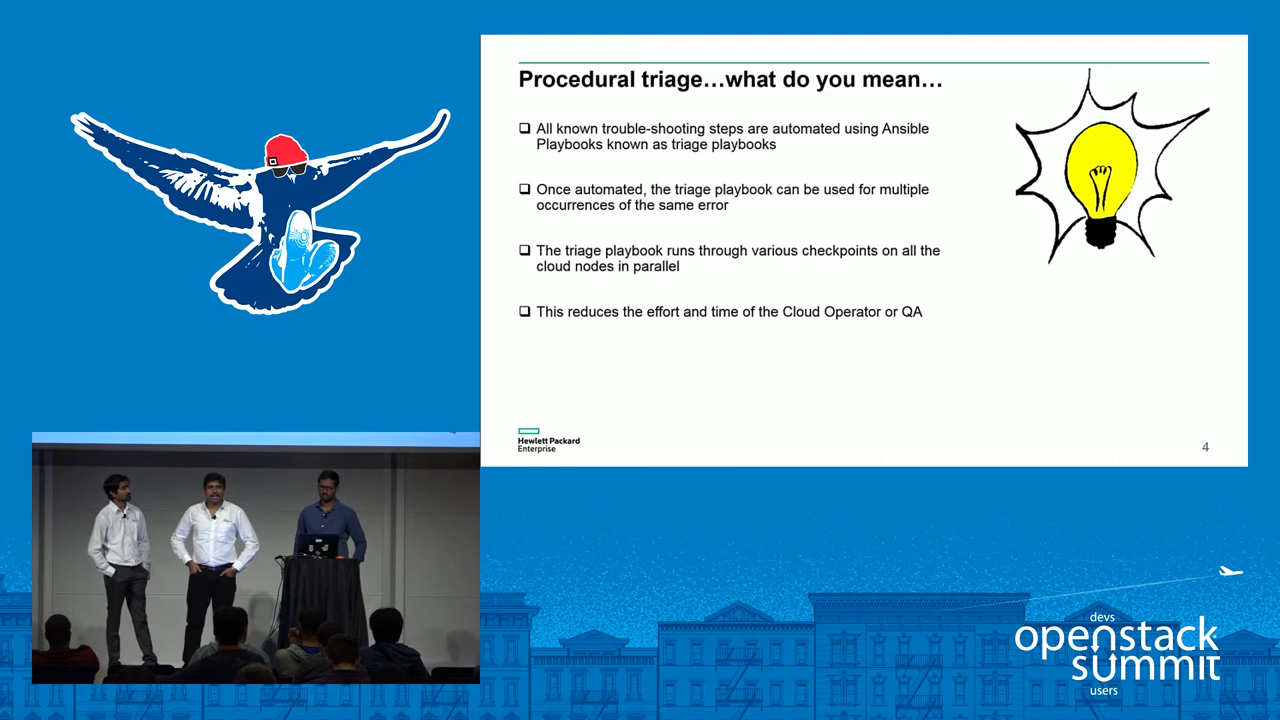 Procedural triage…what do you mean…
All known trouble-shooting steps are automated using Ansible
Playbooks known as triage playbooks
Once automated, the triage playbook can be used for multiple
occurrences of the same error
The triage playbook runs through various checkpoints on all the
cloud nodes in parallel
This reduces the effort and time of the Cloud Operator or QA
Hewlett Packard
Enterprise
4
devs
openstack
summit
users